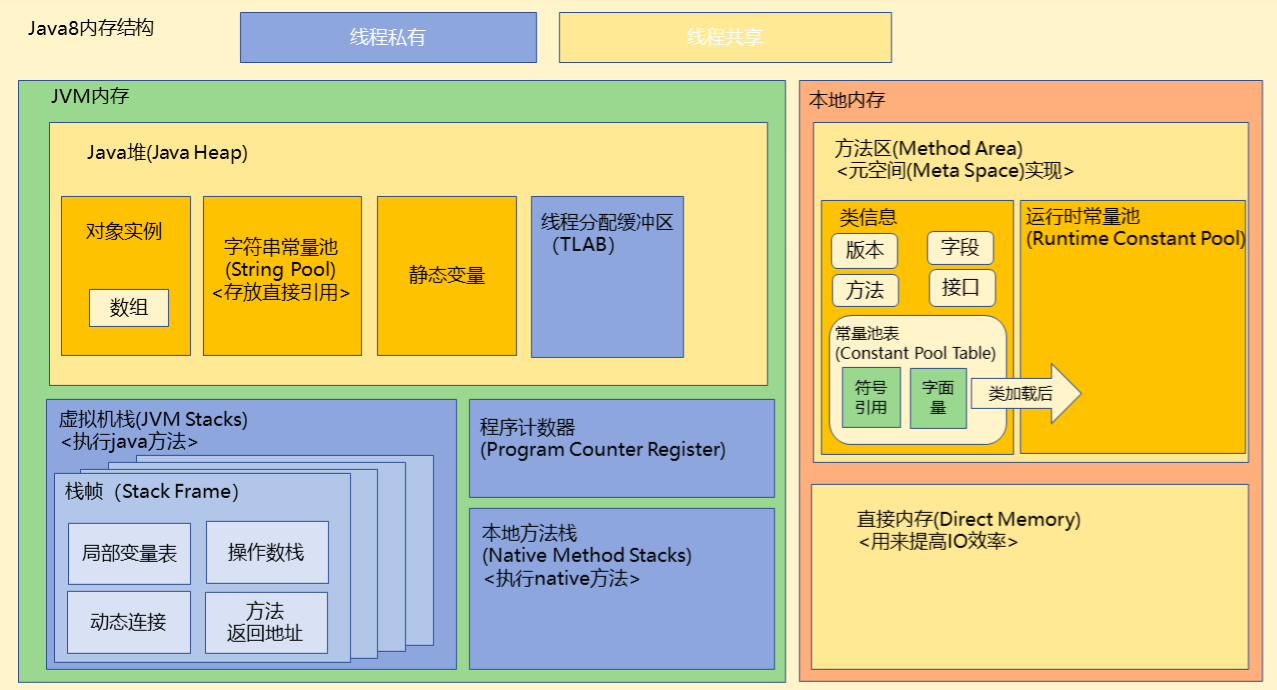 Java8内存结构
线程私有
线程共享
JVM内存
Java堆(Java Heap)
对象实例
数组
字符串常量池
(String Pool)
<存放直接引用>
静态变量
线程分配缓冲区
（TLAB）
虚拟机栈(JVM Stacks)
<执行java方法>
栈帧（Stack Frame）
局部变量表
操作数栈
动态连接
方法
返回地址
程序计数器
(Program Counter Register)
本地方法栈
(Native Method Stacks)
<执行native方法>
本地内存
方法区(Method Area)
<元空间(Meta Space)实现>
类信息
版本
字段
方法
接口
常量池表
(Constant Pool Table)
符号
引用
字面
量
类加载后
运行时常量池
(Runtime Constant Pool)
直接内存(Direct Memory)
<用来提高IO效率>